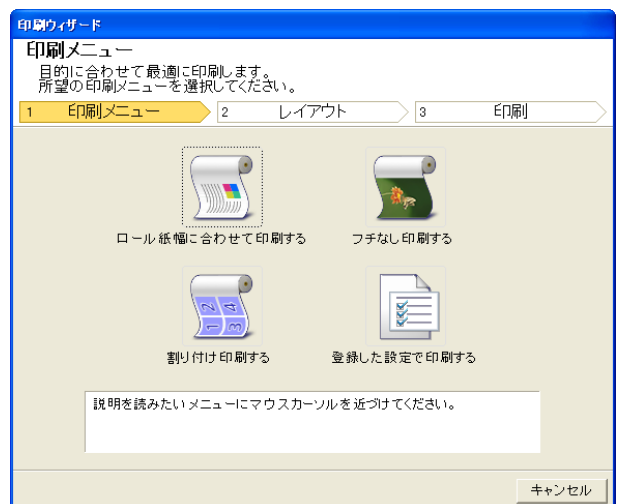 印刷ウィザード
印刷メニュー
目的に合わせて最適に印刷します。
所望の印刷メニューを選択してください。
1 印刷メニュー 2 レイアウト 3 印刷
ロール紙幅に合わせて印刷する フチなし印刷する
1 2 3 4
割り付け印刷する 登録した設定で印刷する
説明を読みたいメニューにマウスカーソルを近づけてください。
キャンセル